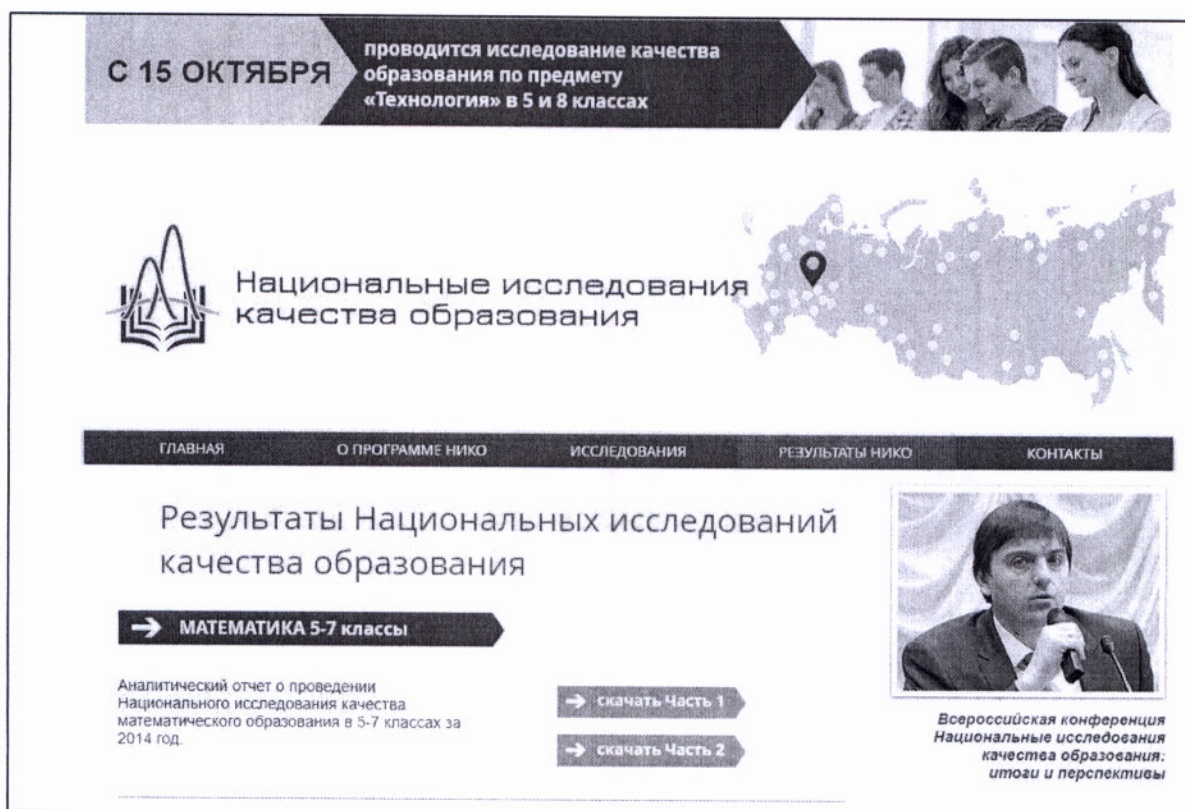 С 15 ОКТЯБРЯ
проводится исследование качества
образования по предмету
«Технология» в 5 и 8 классах
Национальные исследования
качества образования
ГЛАВНАЯ
О ПРОГРАММЕ НИКО
ИССЛЕДОВАНИЯ
РЕЗУЛЬТАТЫ НИКО
КОНТАКТЫ
Результаты Национальных исследований
качества образования
МАТЕМАТИКА 5-7 классы
Аналитический отчет о проведении
Национального исследования качества
математического образования в 5-7 классах за
2014 год.
скачать Часть 1
скачать Часть 2
Всероссийская конференция
Национальные исследования
качества образования:
итоги и перспективы